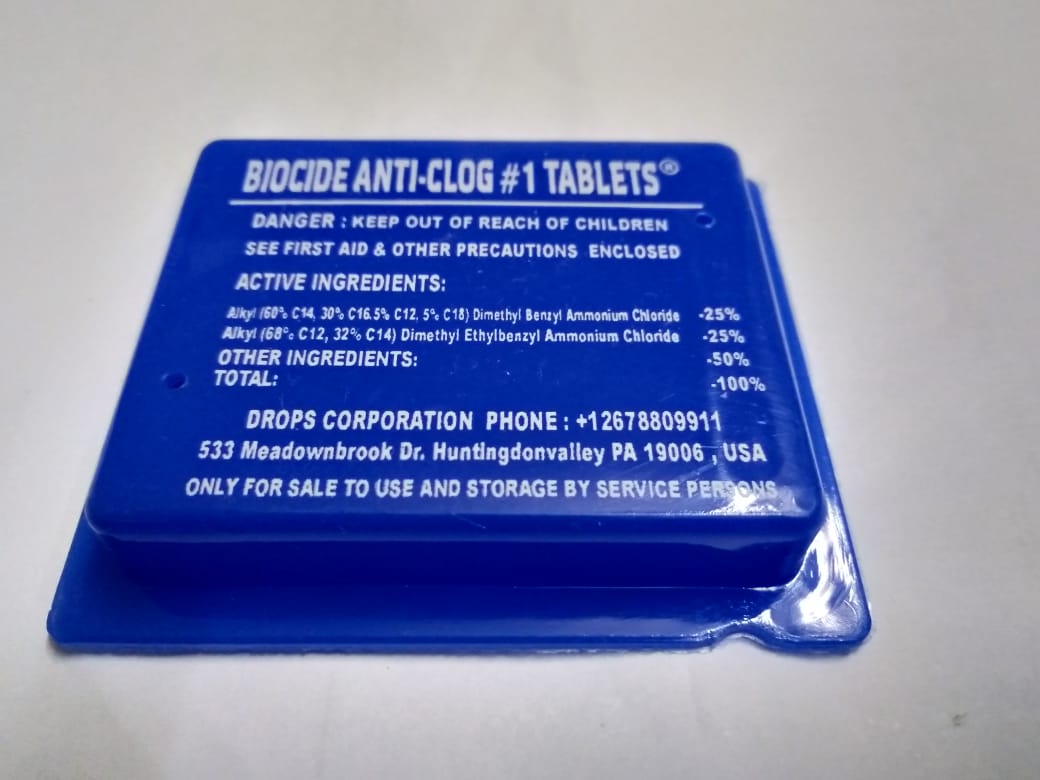 BIOCIDE ANTI-CLOG #1 TABLETS®
DANGER : KEEP OUT OF REACH OF CHILDREN
SEE FIRST AID & OTHER PRECAUTIONS ENCLOSED
ACTIVE INGREDIENTS:
Alkyl (60% C14, 30% C16.5% C12, 5% C18) Dimethyl Benzyl Ammonium Chloride -25%
Alkyl (68% C12, 32% C14) Dimethyl Ethylbenzyl Ammonium Chloride -25%
OTHER INGREDIENTS: -50%
TOTAL: -100%
DROPS CORPORATION PHONE : +12678809911
533 Meadownbrook Dr. Huntingdonvalley PA 19006 , USA
ONLY FOR SALE TO USE AND STORAGE BY SERVICE PERSONS